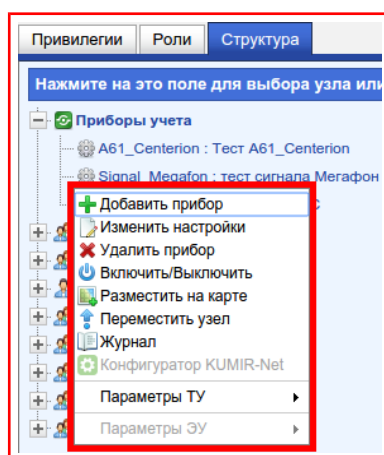 Привилегии Роли Структура
Нажмите на это поле для выбора узла или
Приборы учета
A61_Centerion : Тест A61_Centerion
Signal_Megafon : тест сигнала Мегафон
Добавить прибор
Изменить настройки
Удалить прибор
Включить/Выключить
Разместить на карте
Переместить узел
Журнал
Конфигуратор KUMIR-Net
Параметры ТУ
Параметры ЭУ